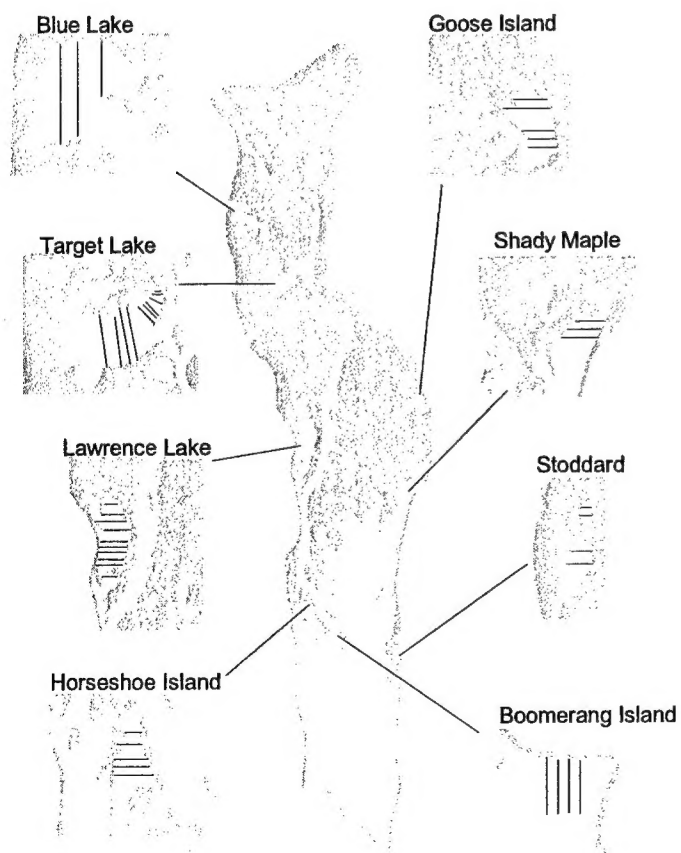 Blue Lake
Goose Island
Target Lake
Shady Maple
Lawrence Lake
Stoddard
Horseshoe Island
Boomerang Island